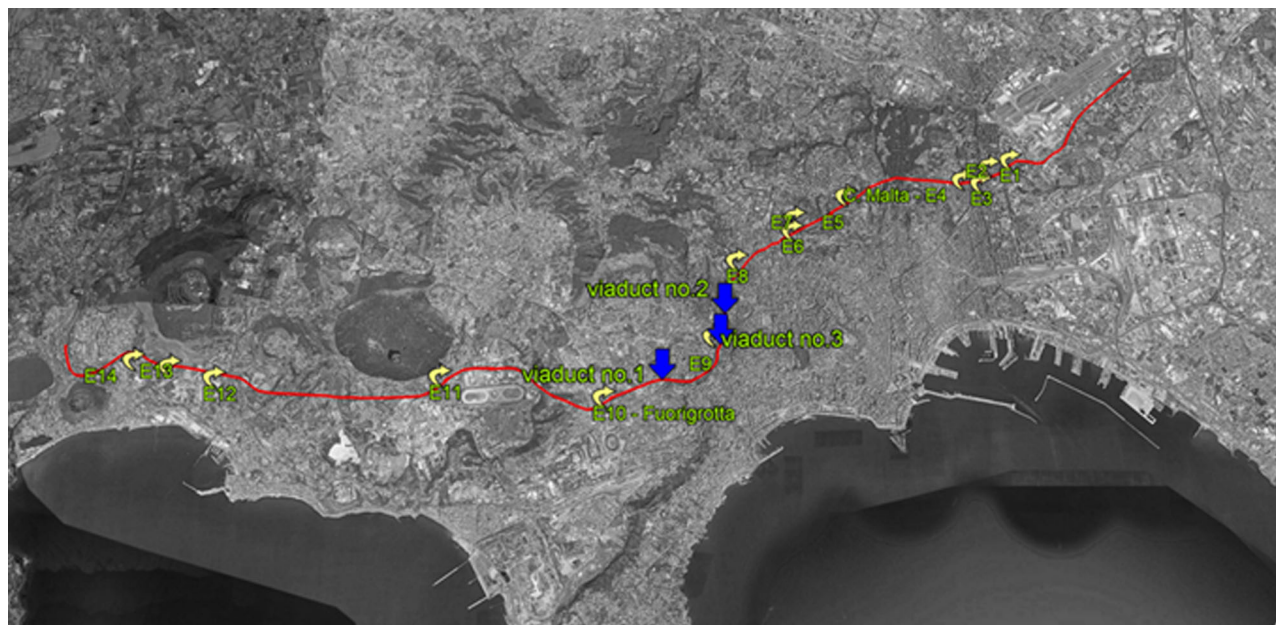 E1
E2
E3
C. Malta - E4
E5
E7
E6
E8
viaduct no.2
viaduct no.3
E9
viaduct no.1
E10 - Fuorigrotta
E11
E12
E13
E14